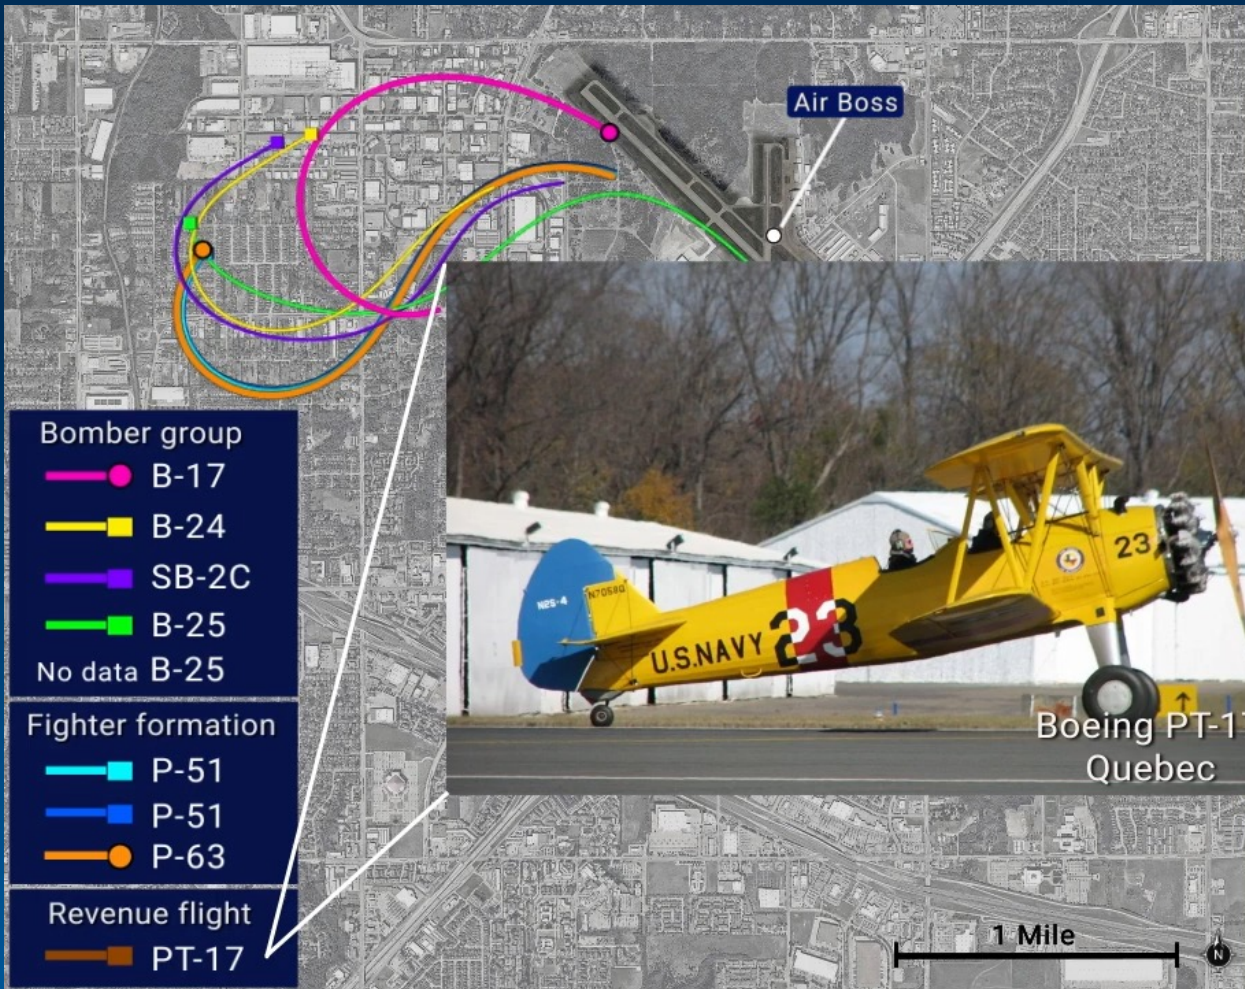 Air Boss
Bomber group
B-17
B-24
SB-2C
B-25
No data B-25
Fighter formation
P-51
P-51
P-63
Revenue flight
PT-17
N2S-4
U.S.NAVY
23
23
Boeing PT-17
Quebec
1 Mile
N